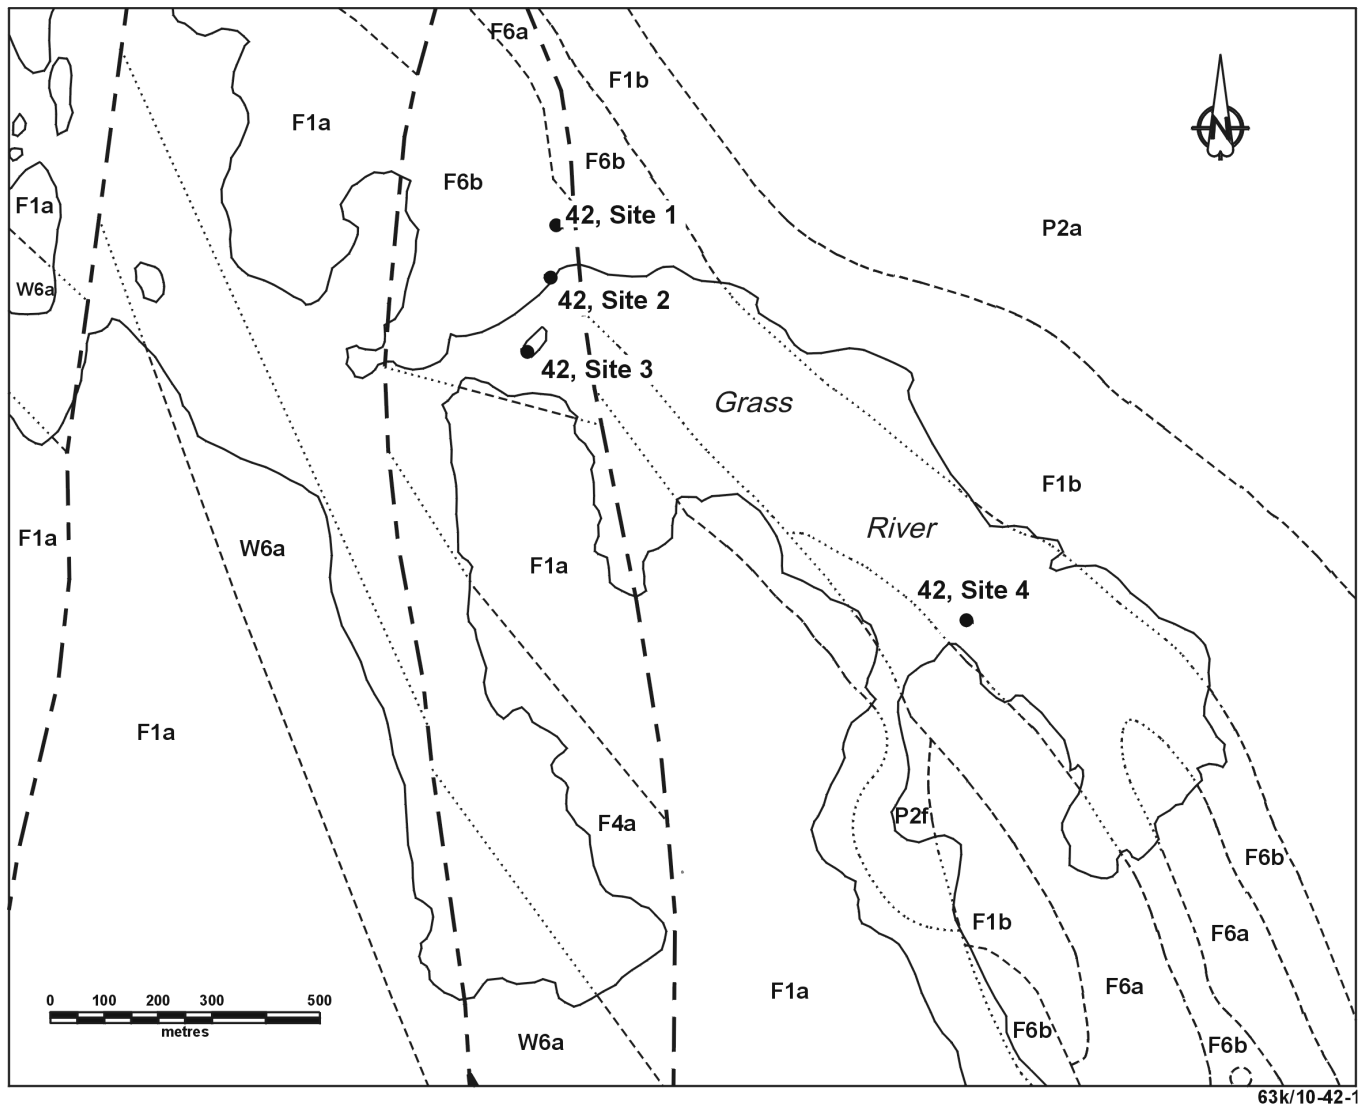 F6a
F1b
F1a
F6b
F6b
N
F1a
42, Site 1
P2a
W6a
42, Site 2
42, Site 3
Grass
F1b
River
F1a
W6a
F1a
42, Site 4
F1a
F4a
P2f
F6b
F1b
F6a
F1a
F6a
0 100 200 300 500
metres
W6a
F6b
F6b
63k/10-42-1